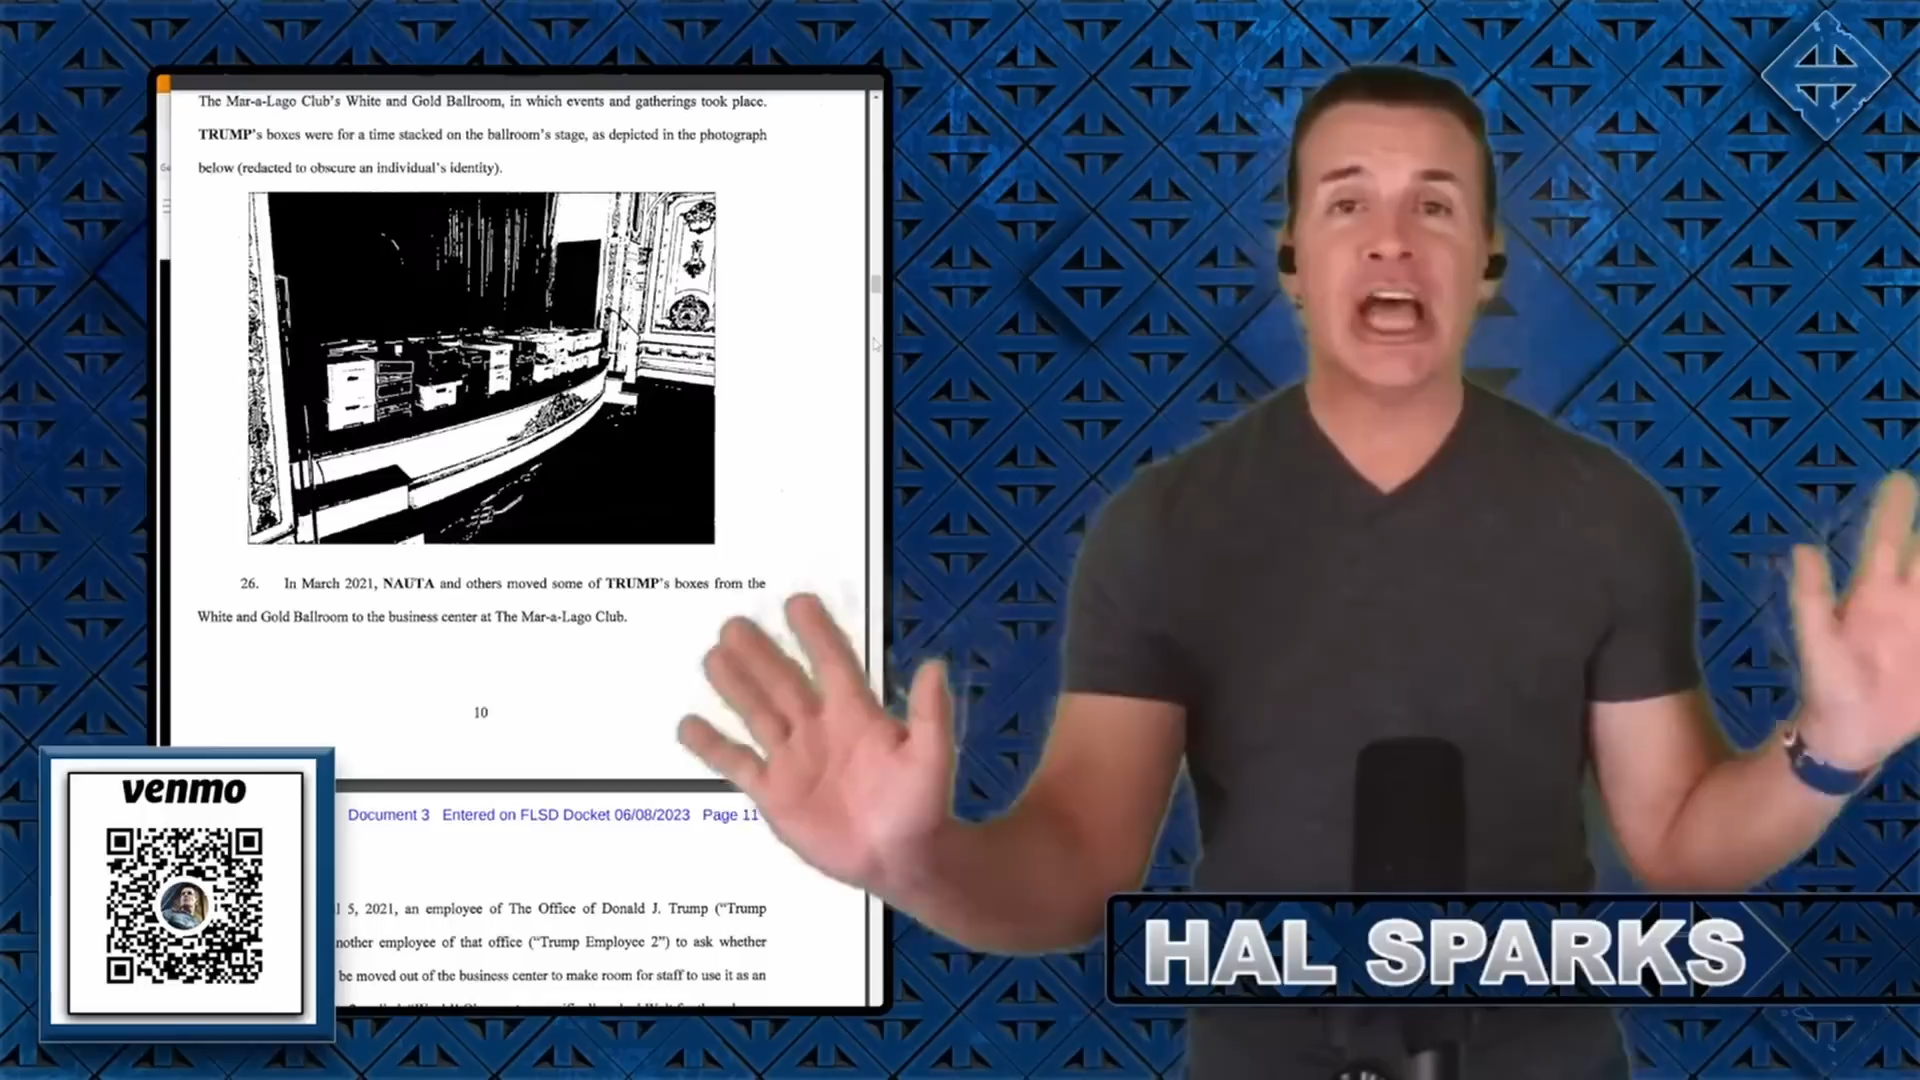 The Mar-a-Lago Club's White and Gold Ballroom, in which events and gatherings took place.
TRUMP's boxes were for a time stacked on the ballroom's stage, as depicted in the photograph
below (redacted to obscure an individual's identity).
26. In March 2021, NAUTA and others moved some of TRUMP's boxes from the
White and Gold Ballroom to the business center at The Mar-a-Lago Club.
10
Document 3 Entered on FLSD Docket 06/08/2023 Page 11
5, 2021, an employee of The Office of Donald J. Trump ("Trump
nother employee of that office ("Trump Employee 2") to ask whether
be moved out of the business center to make room for staff to use it as an
venmo
HAL SPARKS